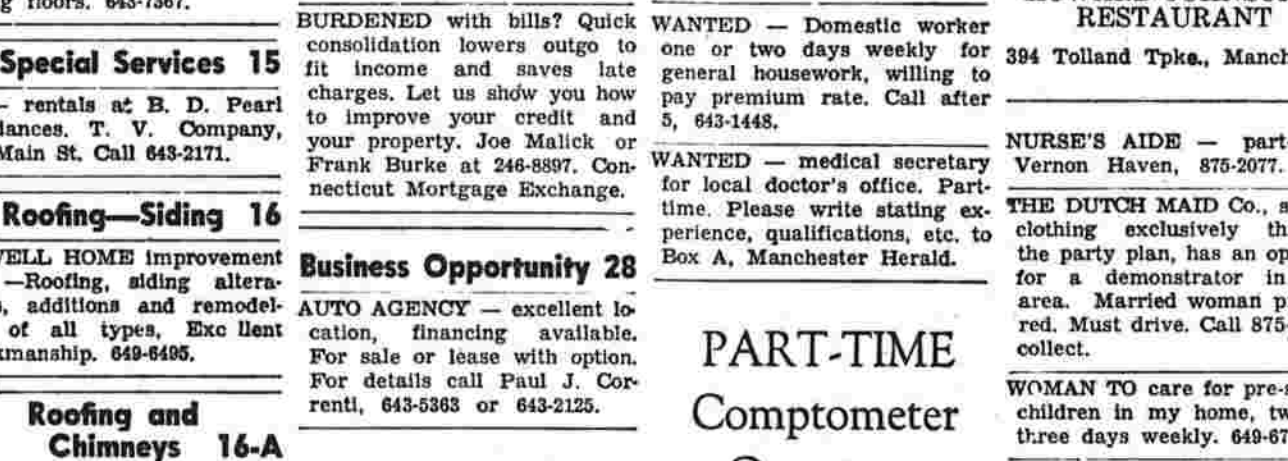 floors. 643-7367.
Special Services 15
— rentals at B. D. Pearl
T. V. Company,
Main St. Call 643-2171.
Roofing—Siding 16
HOME improvement
—Roofing, siding altera-
additions and remodel-
of all types, Exc llent
649-6495.
Roofing and
Chimneys 16-A
BURDENED with bills? Quick
consolidation lowers outgo to
fit income and saves late
charges. Let us show you how
to improve your credit and
your property. Joe Malick or
Frank Burke at 246-8897. Con-
necticut Mortgage Exchange.
Business Opportunity 28
AUTO AGENCY — excellent lo-
cation, financing available.
For sale or lease with option.
For details call Paul J. Cor-
renti, 643-5363 or 643-2125.
WANTED — Domestic worker
one or two days weekly for
general housework, willing to
pay premium rate. Call after
5, 643-1448.
WANTED — medical secretary
for local doctor's office. Part-
time. Please write stating ex-
perience, qualifications, etc. to
Box A, Manchester Herald.
PART-TIME
Comptometer
RESTAURANT
394 Tolland Tpke., Manch
NURSE'S AIDE — part-
Vernon Haven, 875-2077.
THE DUTCH MAID Co., s
clothing exclusively th
the party plan, has an op
for a demonstrator in
area. Married woman p
red. Must drive. Call 875-
collect.
WOMAN TO care for pre-s
children in my home, tw
three days weekly. 649-67